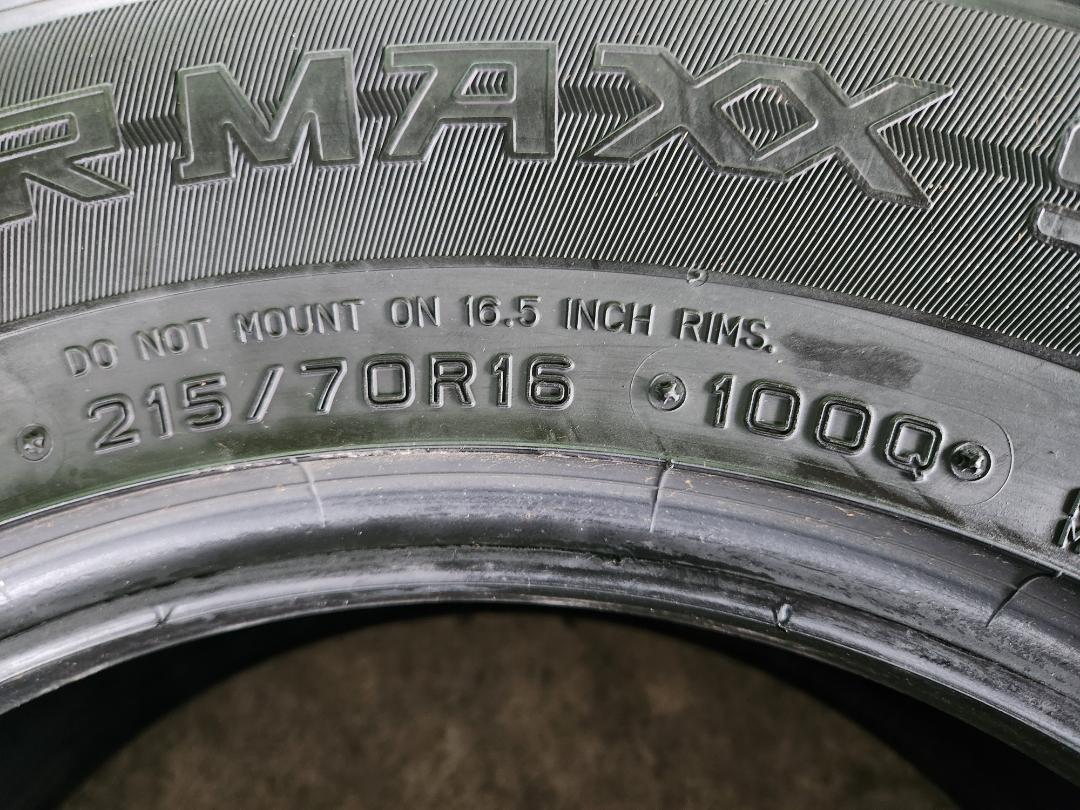 RMAXX
DO NOT MOUNT ON 16.5 INCH RIMS.
215/70R16 100Q